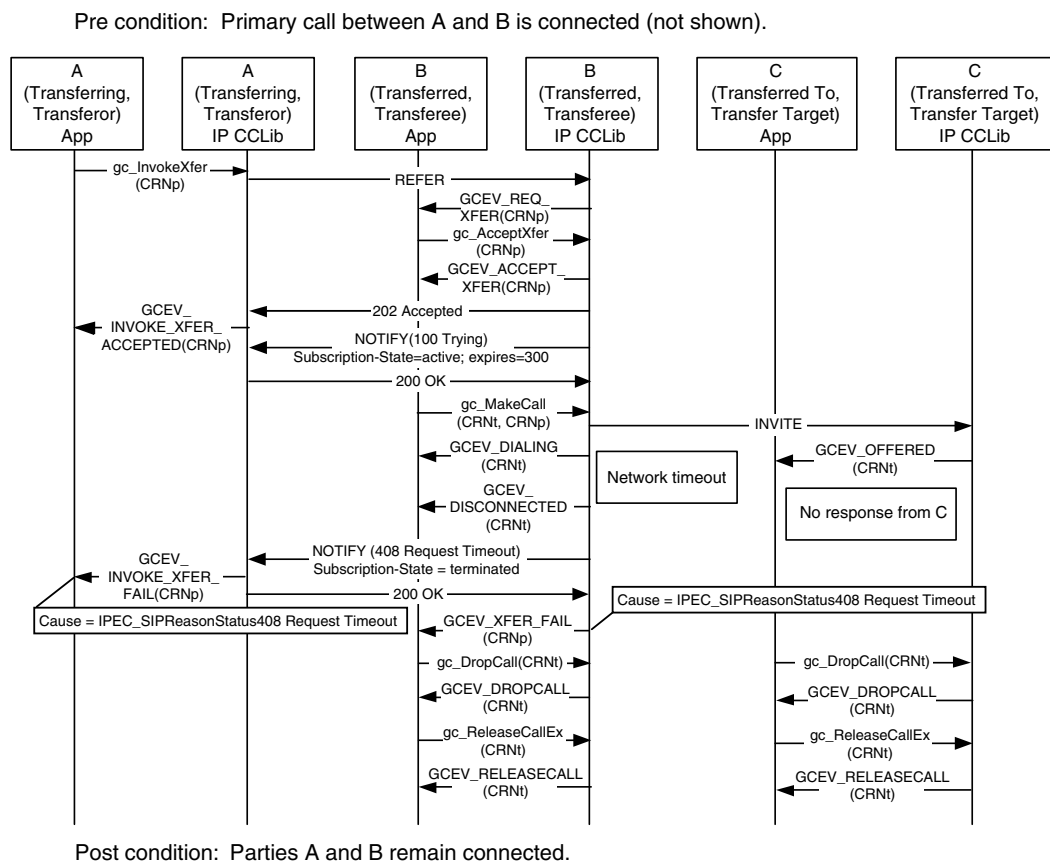 Pre condition: Primary call between A and B is connected (not shown).
A
(Transferring,
Transferor)
App
A
(Transferring,
Transferor)
IP CCLib
B
(Transferred,
Transferee)
App
B
(Transferred,
Transferee)
IP CCLib
C
(Transferred To,
Transfer Target)
App
C
(Transferred To,
Transfer Target)
IP CCLib
gc_InvokeXfer
(CRNp)
REFER
GCEV_REQ_
XFER(CRNp)
gc_AcceptXfer
(CRNp)
GCEV_ACCEPT_
XFER(CRNp)
202 Accepted
GCEV_
INVOKE_XFER_
ACCEPTED(CRNp)
NOTIFY(100 Trying)
Subscription-State=active; expires=300
200 OK
gc_MakeCall
(CRNt, CRNp)
INVITE
GCEV_DIALING
(CRNt)
GCEV_OFFERED
(CRNt)
Network timeout
GCEV_
DISCONNECTED
(CRNt)
No response from C
NOTIFY (408 Request Timeout)
Subscription-State = terminated
GCEV_
INVOKE_XFER_
FAIL(CRNp)
200 OK
Cause = IPEC_SIPReasonStatus408 Request Timeout
Cause = IPEC_SIPReasonStatus408 Request Timeout
GCEV_XFER_FAIL
(CRNp)
gc_DropCall(CRNt)
gc_DropCall(CRNt)
GCEV_DROPCALL
(CRNt)
GCEV_DROPCALL
(CRNt)
gc_ReleaseCallEx
(CRNt)
gc_ReleaseCallEx
(CRNt)
GCEV_RELEASECALL
(CRNt)
GCEV_RELEASECALL
(CRNt)
Post condition: Parties A and B remain connected.